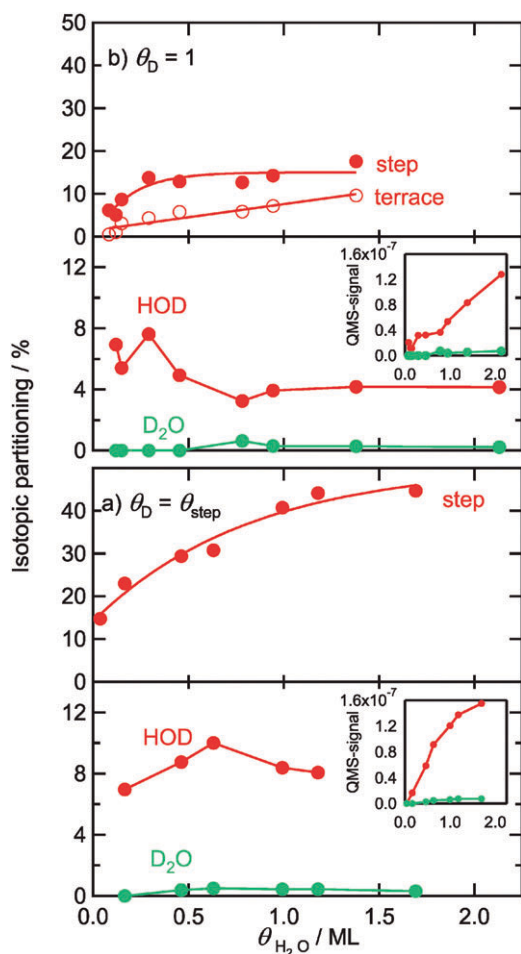 50
b) θD = 1
40
30
20
step
10
terrace
0
12
HOD
1.6x10⁻⁷
1.2
0.8
0.4
0
QMS-signal
0.0 1.0 2.0
8
4
D₂O
0
Isotopic partitioning / %
a) θD = θstep
step
40
30
20
10
0
12
HOD
1.6x10⁻⁷
1.2
0.8
0.4
0.0
QMS-signal
0.0 1.0 2.0
8
4
D₂O
0
0.0 0.5 1.0 1.5 2.0
θH₂O / ML